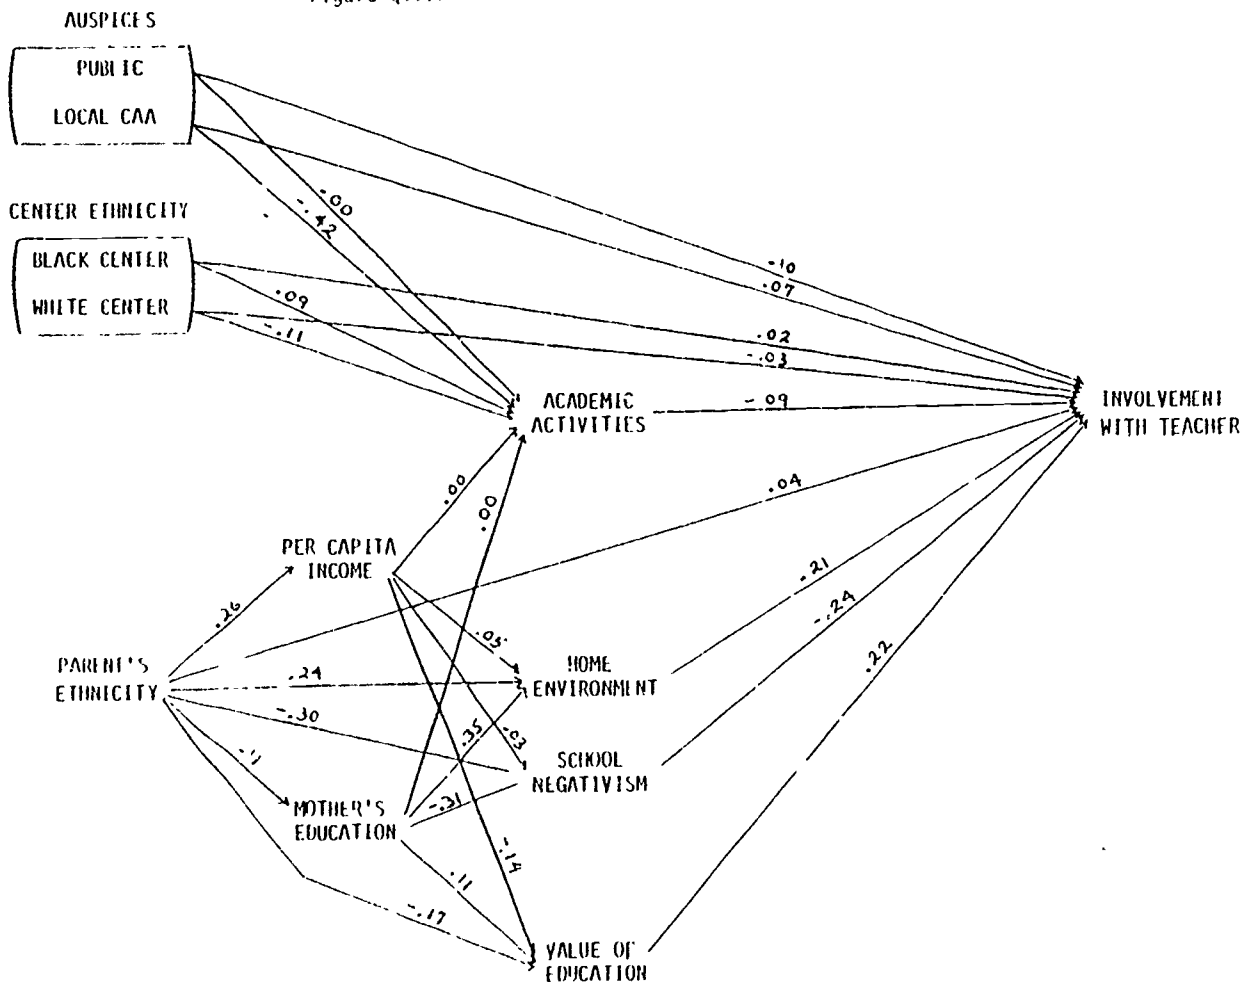 Figure
AUSPICES
PUBLIC
LOCAL CAA
-.00
-.42
CENTER ETHNICITY
BLACK CENTER
WHITE CENTER
.09
-.11
-.10
.07
.02
-.03
ACADEMIC
ACTIVITIES
-.09
INVOLVEMENT
WITH TEACHER
.00
.00
.04
PER CAPITA
INCOME
.26
.05
-.21
-.24
.22
PARENT'S
ETHNICITY
.24
HOME
ENVIRONMENT
-.30
.35
-.03
SCHOOL
NEGATIVISM
-.11
MOTHER'S
EDUCATION
-.31
-.14
.11
-.17
VALUE OF
EDUCATION